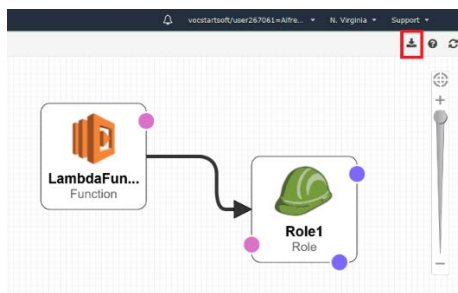 vocstartsoft/user267061=Alfre... N. Virginia Support
LambdaFun...
Function
Role1
Role